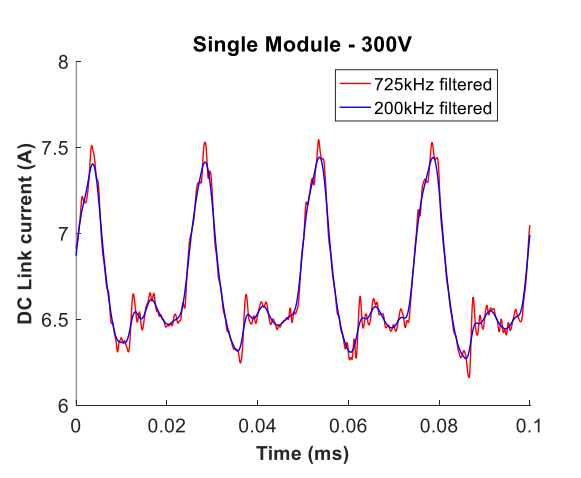 Single Module - 300V
725kHz filtered
200kHz filtered
DC Link current (A)
8
7.5
7
6.5
6
0 0.02 0.04 0.06 0.08 0.1
Time (ms)